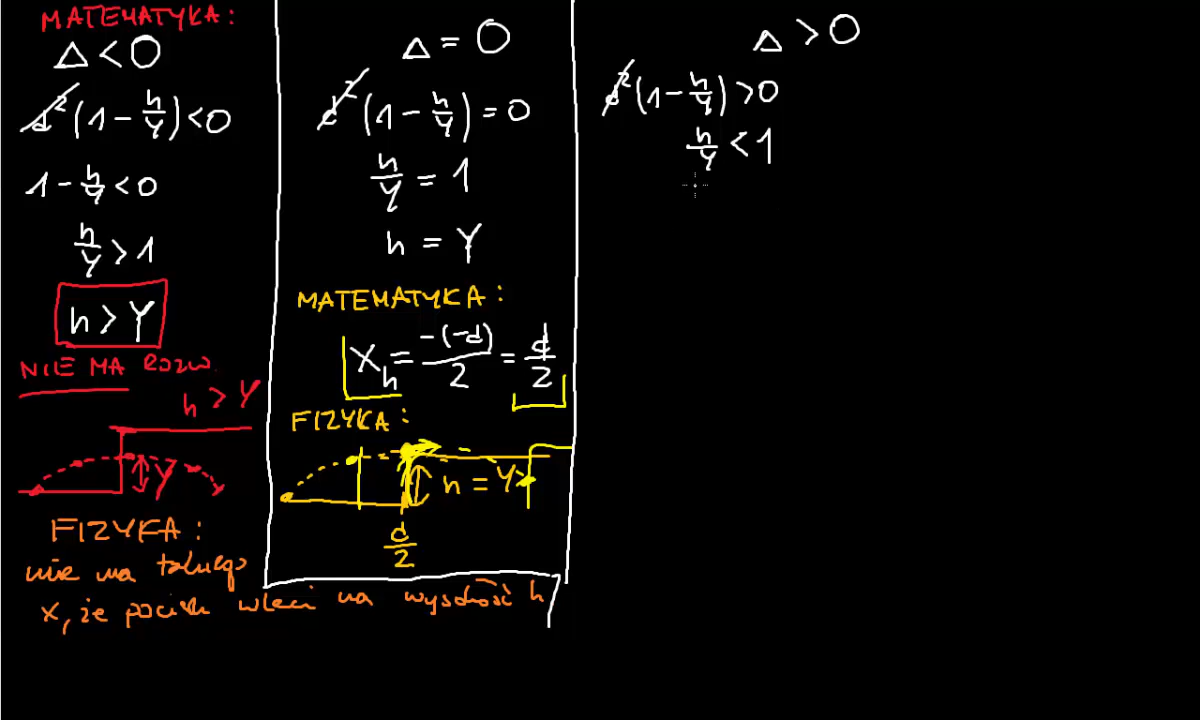 MATEMATYKA:
Δ < 0
d²(1 - h/Y) < 0
1 - h/Y < 0
h/Y > 1
h > Y
NIE MA ROZW.
h > Y
Y
FIZYKA:
nie ma takiego
x, że pocisk wleci na wysokość h
Δ = 0
d²(1 - h/Y) = 0
h/Y = 1
h = Y
MATEMATYKA:
Xh = -(-d)/2 = d/2
FIZYKA:
h = Y
d/2
Δ > 0
d²(1 - h/Y) > 0
h/Y < 1